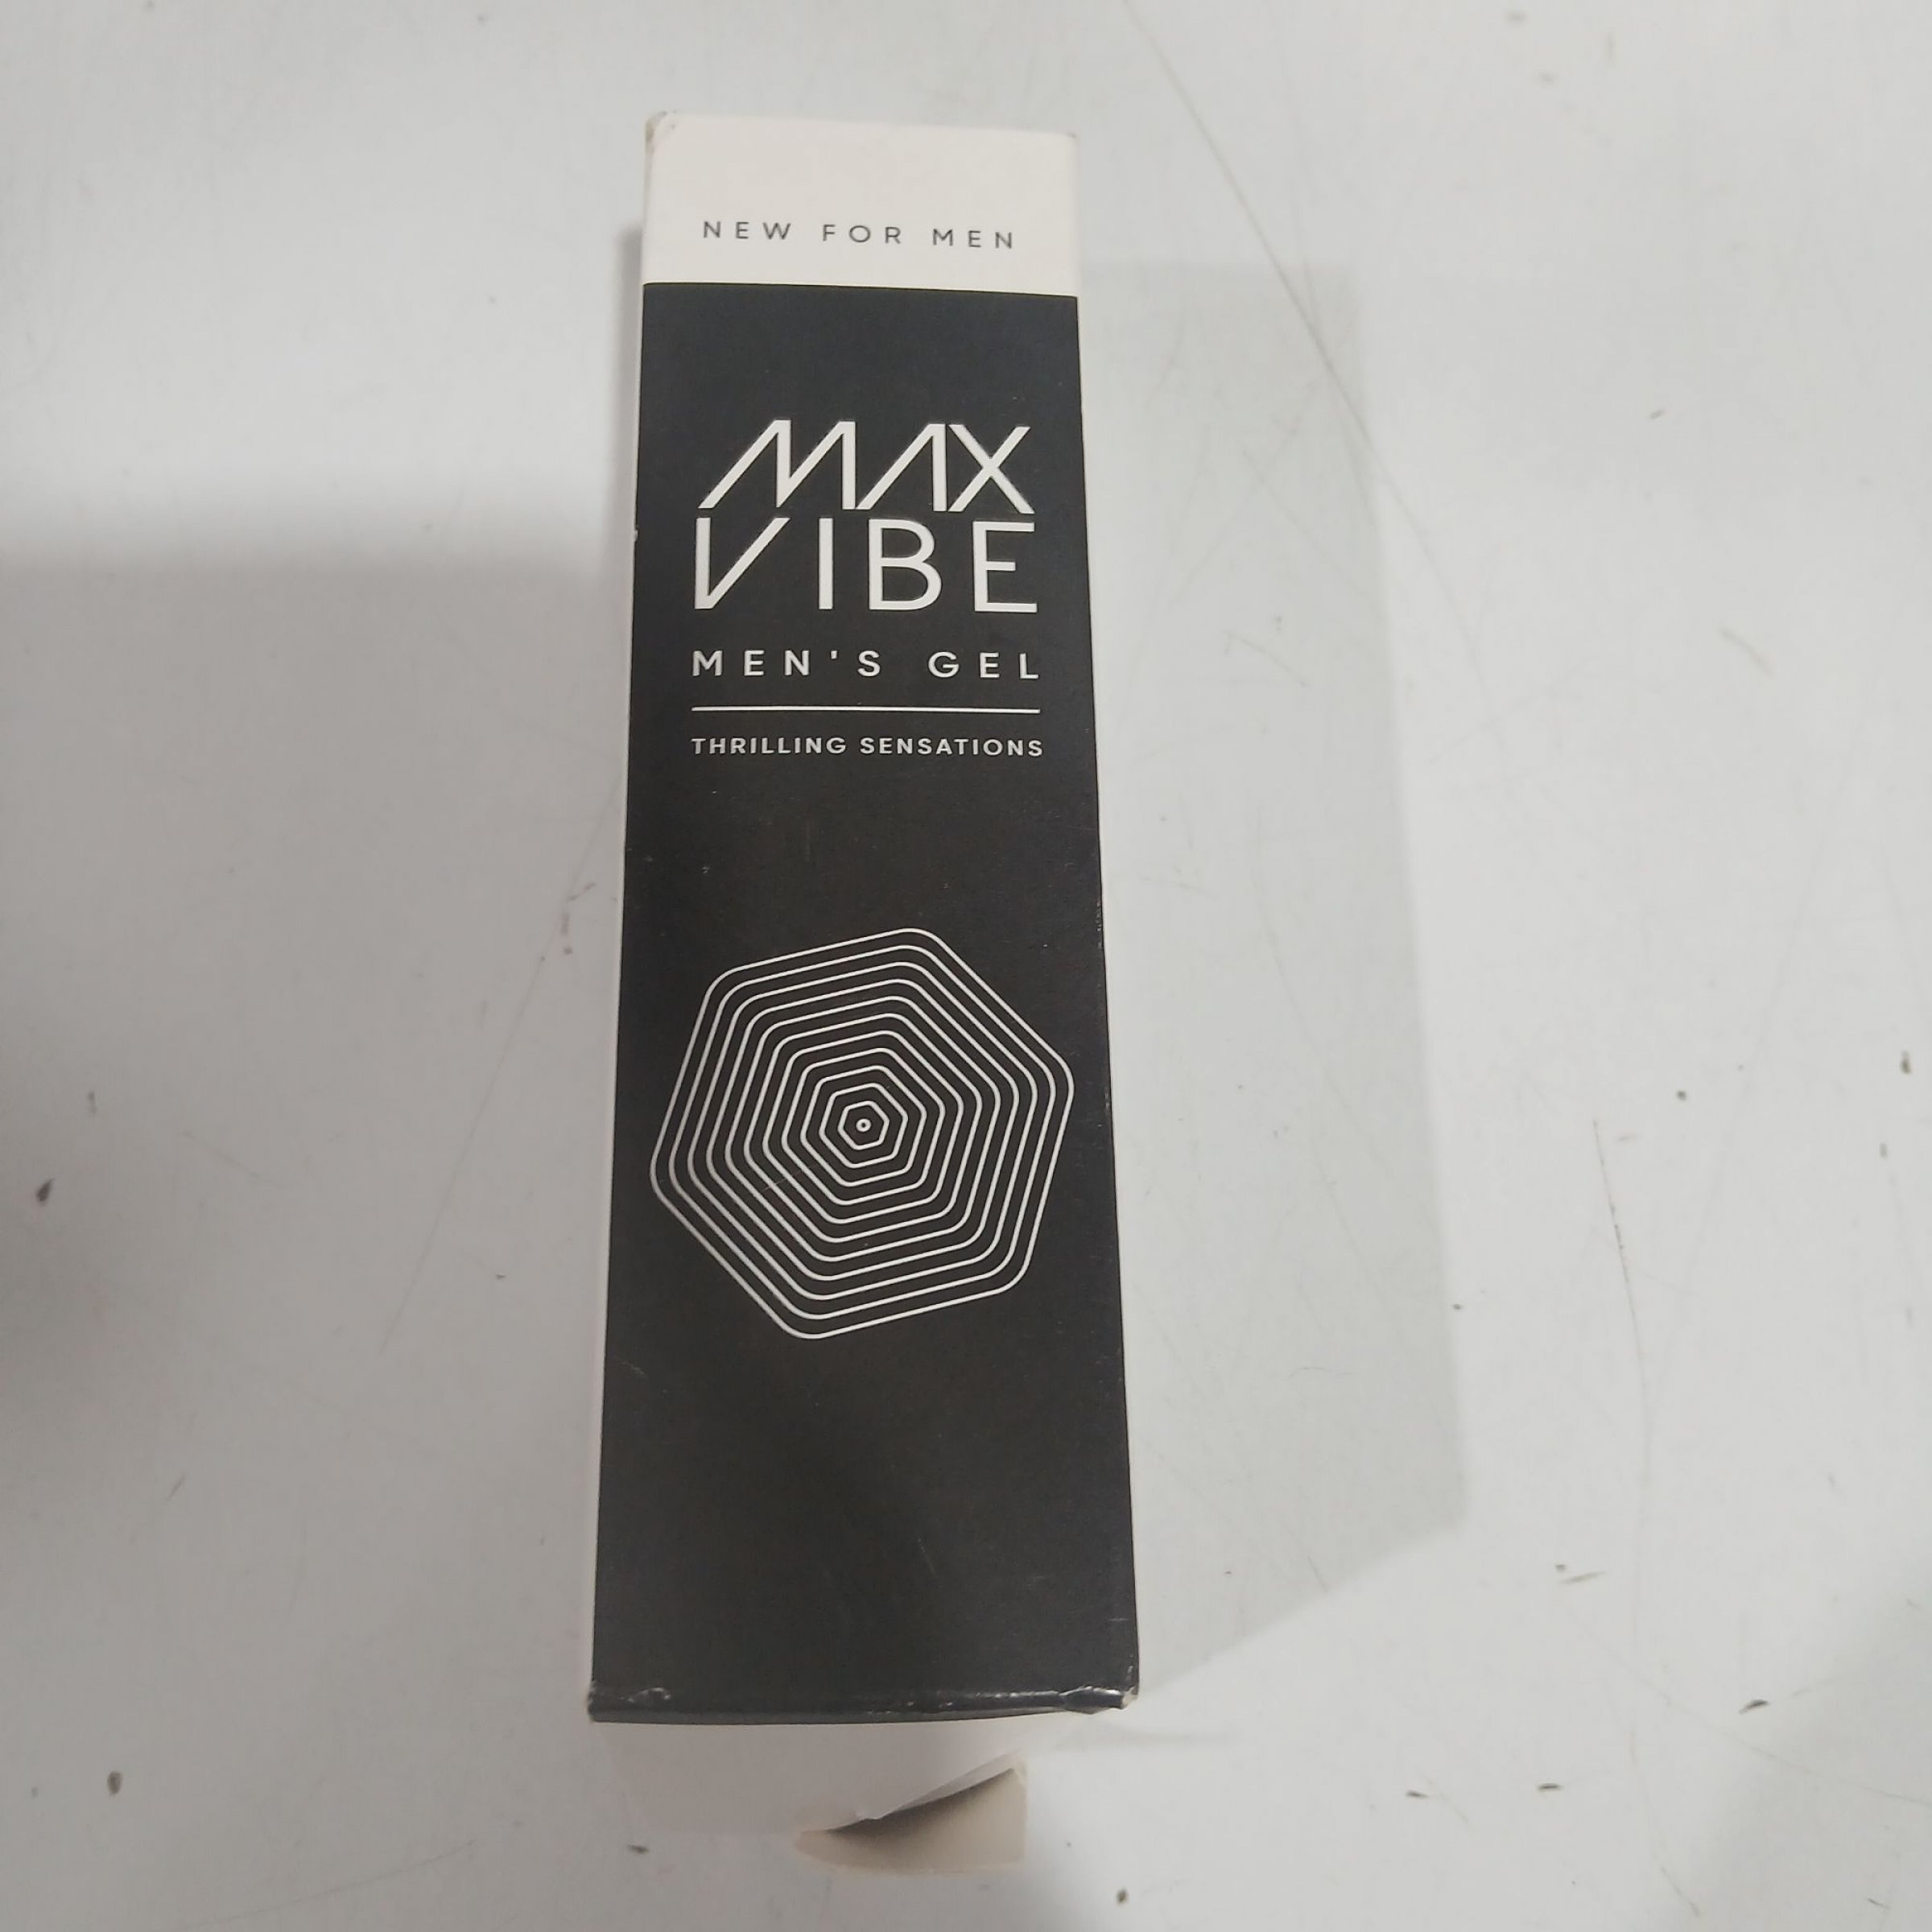 NEW FOR MEN
MAX
VIBE
MEN'S GEL
THRILLING SENSATIONS